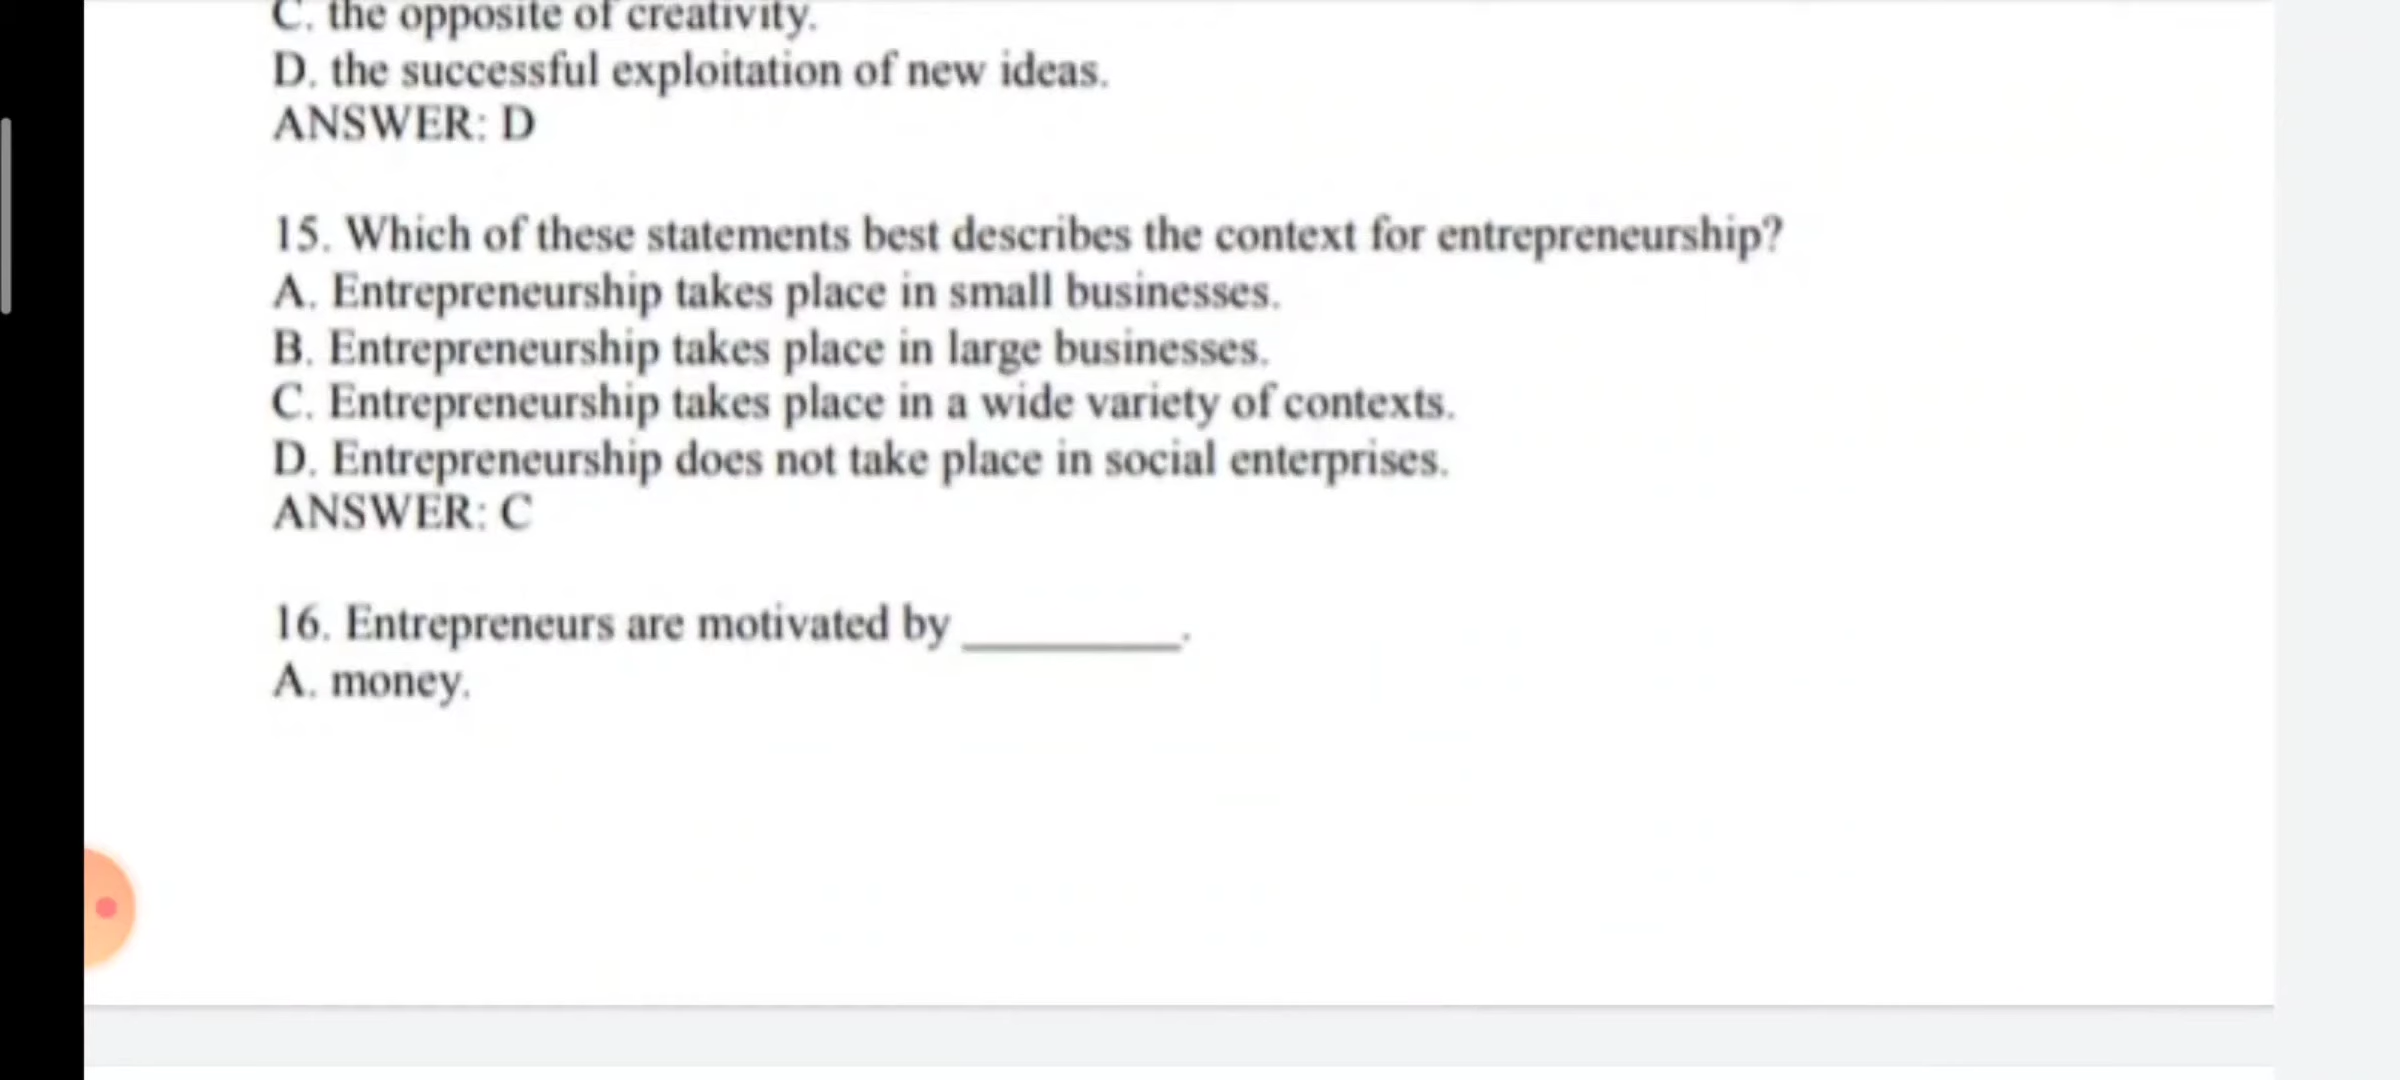 C. the opposite of creativity.
D. the successful exploitation of new ideas.
ANSWER: D
15. Which of these statements best describes the context for entrepreneurship?
A. Entrepreneurship takes place in small businesses.
B. Entrepreneurship takes place in large businesses.
C. Entrepreneurship takes place in a wide variety of contexts.
D. Entrepreneurship does not take place in social enterprises.
ANSWER: C
16. Entrepreneurs are motivated by _________.
A. money.